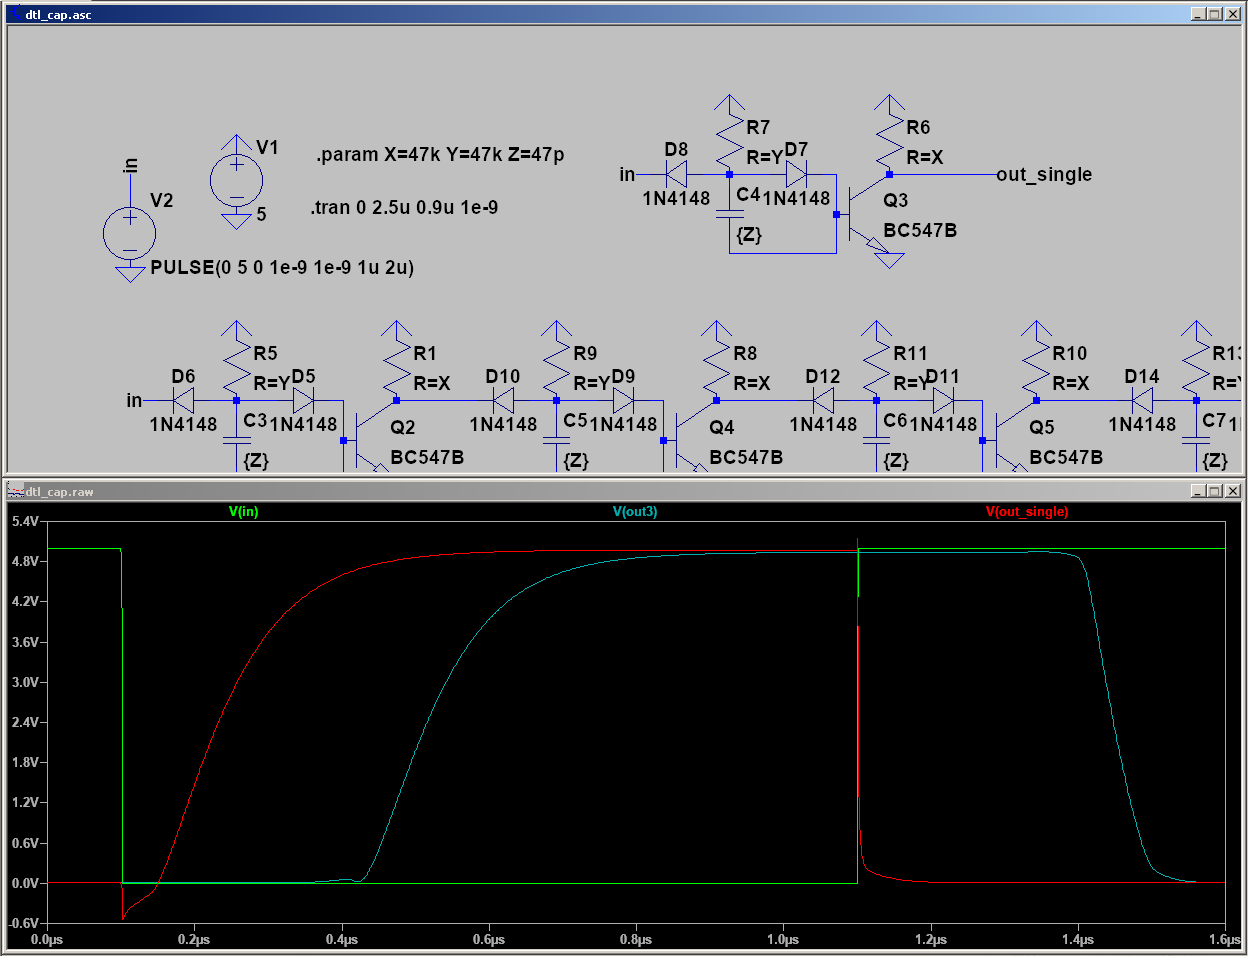 dtl_cap.asc
in
V2
V1
5
PULSE(0 5 0 1e-9 1e-9 1u 2u)
.param X=47k Y=47k Z=47p
.tran 0 2.5u 0.9u 1e-9
in
D8
1N4148
R7
R=Y
D7
1N4148
C4
{Z}
R6
R=X
out_single
Q3
BC547B
in
D6
1N4148
R5
R=Y
D5
1N4148
C3
{Z}
R1
R=X
Q2
BC547B
D10
1N4148
R9
R=Y
D9
1N4148
C5
{Z}
R8
R=X
Q4
BC547B
D12
1N4148
R11
R=Y
D11
1N4148
C6
{Z}
R10
R=X
Q5
BC547B
D14
1N4148
C7
{Z}
dtl_cap.raw
V(in) V(out3) V(out_single)
5.4V
4.8V
4.2V
3.6V
3.0V
2.4V
1.8V
1.2V
0.6V
0.0V
-0.6V
0.0µs 0.2µs 0.4µs 0.6µs 0.8µs 1.0µs 1.2µs 1.4µs 1.6µs